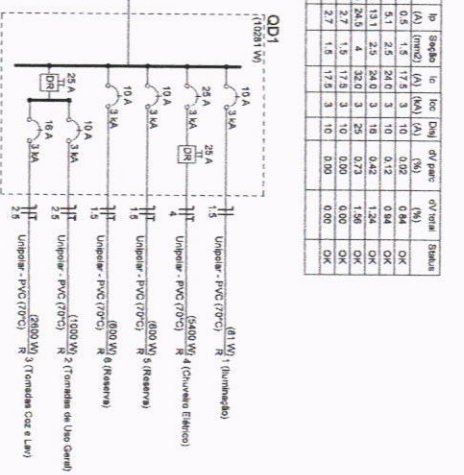 Ip Seção Ic Icc Disj dV parc dV total Status
(A) (mm2) (A) (kA) (A) (%) (%)
0.5 1.5 17.5 3 10 0.02 0.84 OK
5.1 2.5 24.0 3 10 0.12 0.94 OK
13.1 2.5 24.0 3 16 0.42 1.24 OK
24.5 4 32.0 3 25 0.73 1.56 OK
2.7 1.5 17.5 3 10 0.00 0.00 OK
2.7 1.5 17.5 3 10 0.00 0.00 OK
QD1
(10281 W)
10 A 3 kA 1.5 Unipolar - PVC (70°C) (81 W) R 1 (Iluminação)
25 A 3 kA 25 A DR 4 Unipolar - PVC (70°C) (5400 W) R 4 (Chuveiro Elétrico)
10 A 3 kA 1.5 Unipolar - PVC (70°C) (600 W) R 5 (Reserva)
10 A 3 kA 1.5 Unipolar - PVC (70°C) (600 W) R 6 (Reserva)
25 A DR 10 A 3 kA 2.5 Unipolar - PVC (70°C) (1000 W) R 2 (Tomadas de Uso Geral)
16 A 3 kA 2.5 Unipolar - PVC (70°C) (2600 W) R 3 (Tomadas Coz e Lav)